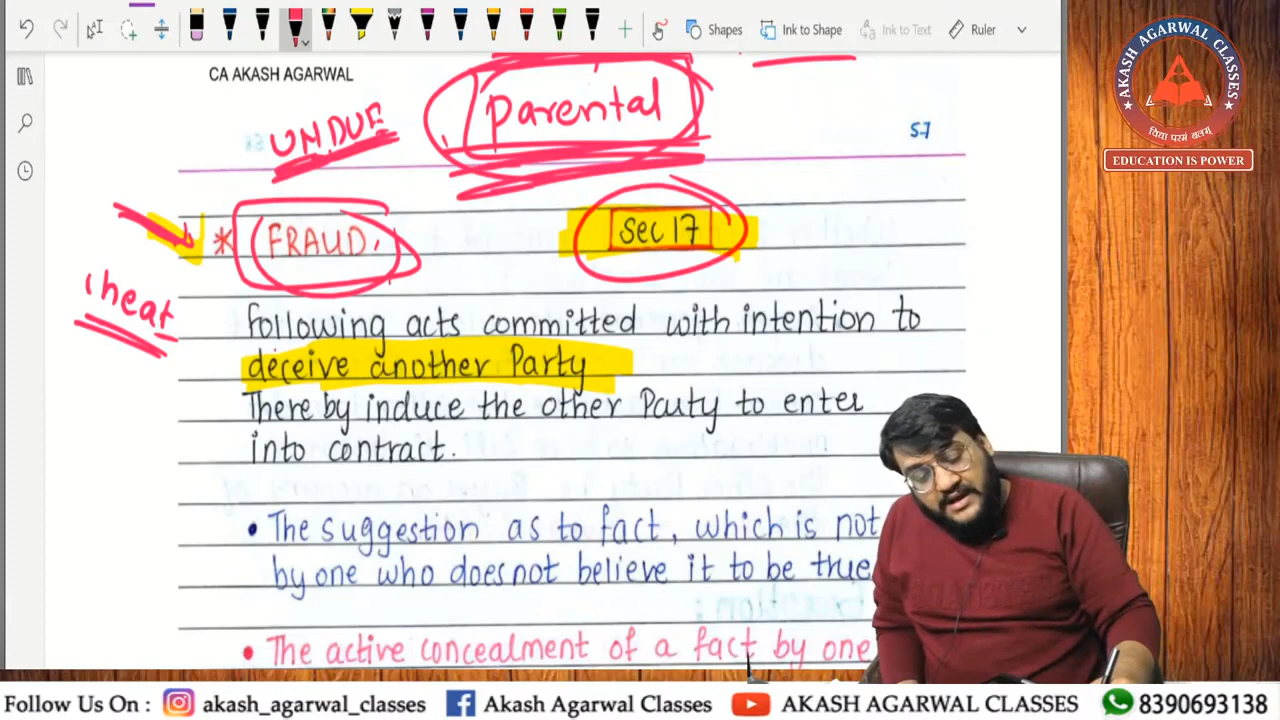 Shapes
Ink to Shape
Ink to Text
Ruler
CA AKASH AGARWAL
UNDUE
Parental
57
* FRAUD.
Sec 17
cheat
following acts committed with intention to
deceive another Party
There by induce the other Party to enter
into contract.
• The suggestion as to fact, which is not
by one who does not believe it to be true
• The active concealment of a fact by one
AKASH AGARWAL CLASSES
विद्या परमं बलम्
EDUCATION IS POWER
Follow Us On : akash_agarwal_classes Akash Agarwal Classes AKASH AGARWAL CLASSES 8390693138